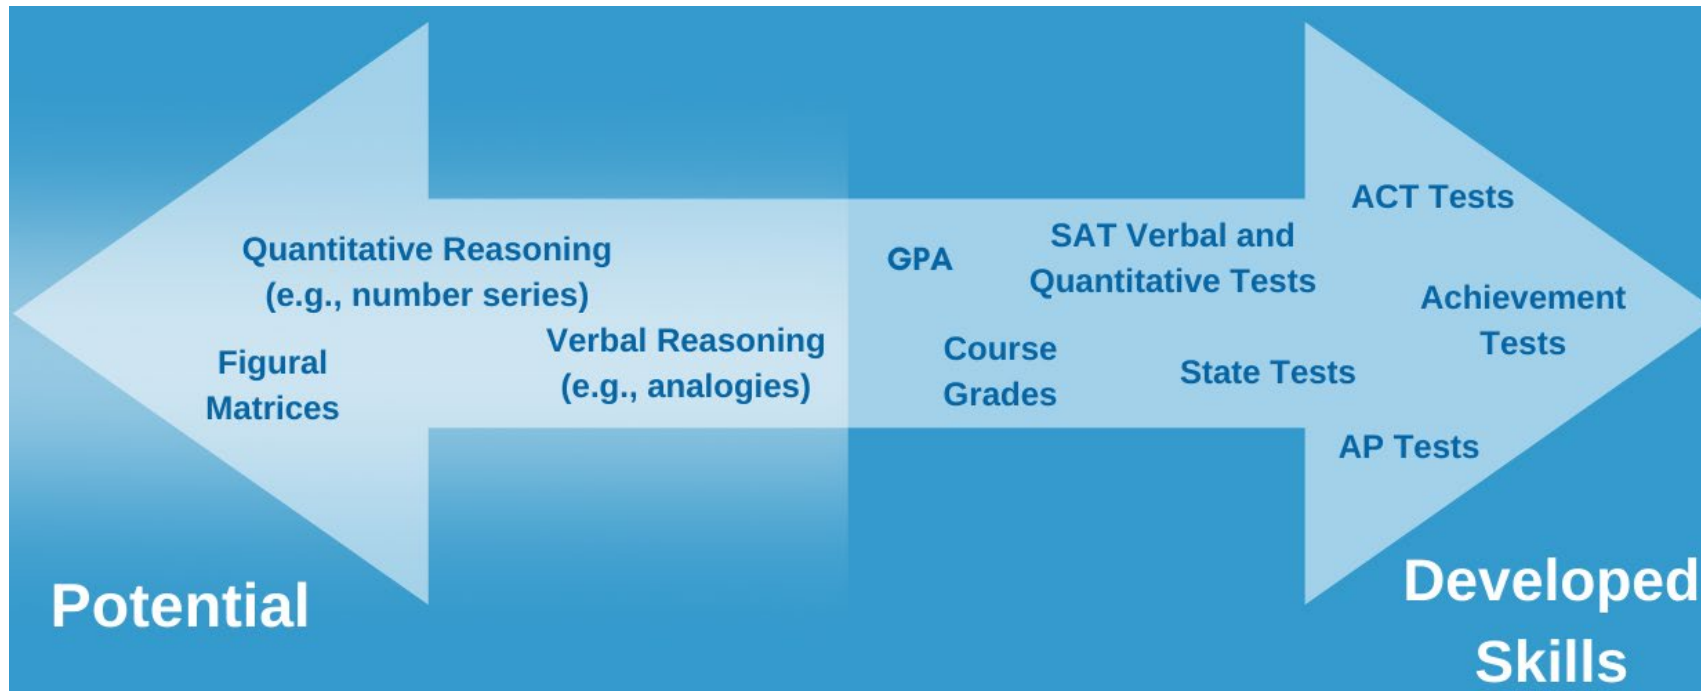 Quantitative Reasoning
(e.g., number series)
Figural
Matrices
Verbal Reasoning
(e.g., analogies)
GPA
Course
Grades
SAT Verbal and
Quantitative Tests
State Tests
ACT Tests
Achievement
Tests
AP Tests
Potential
Developed
Skills